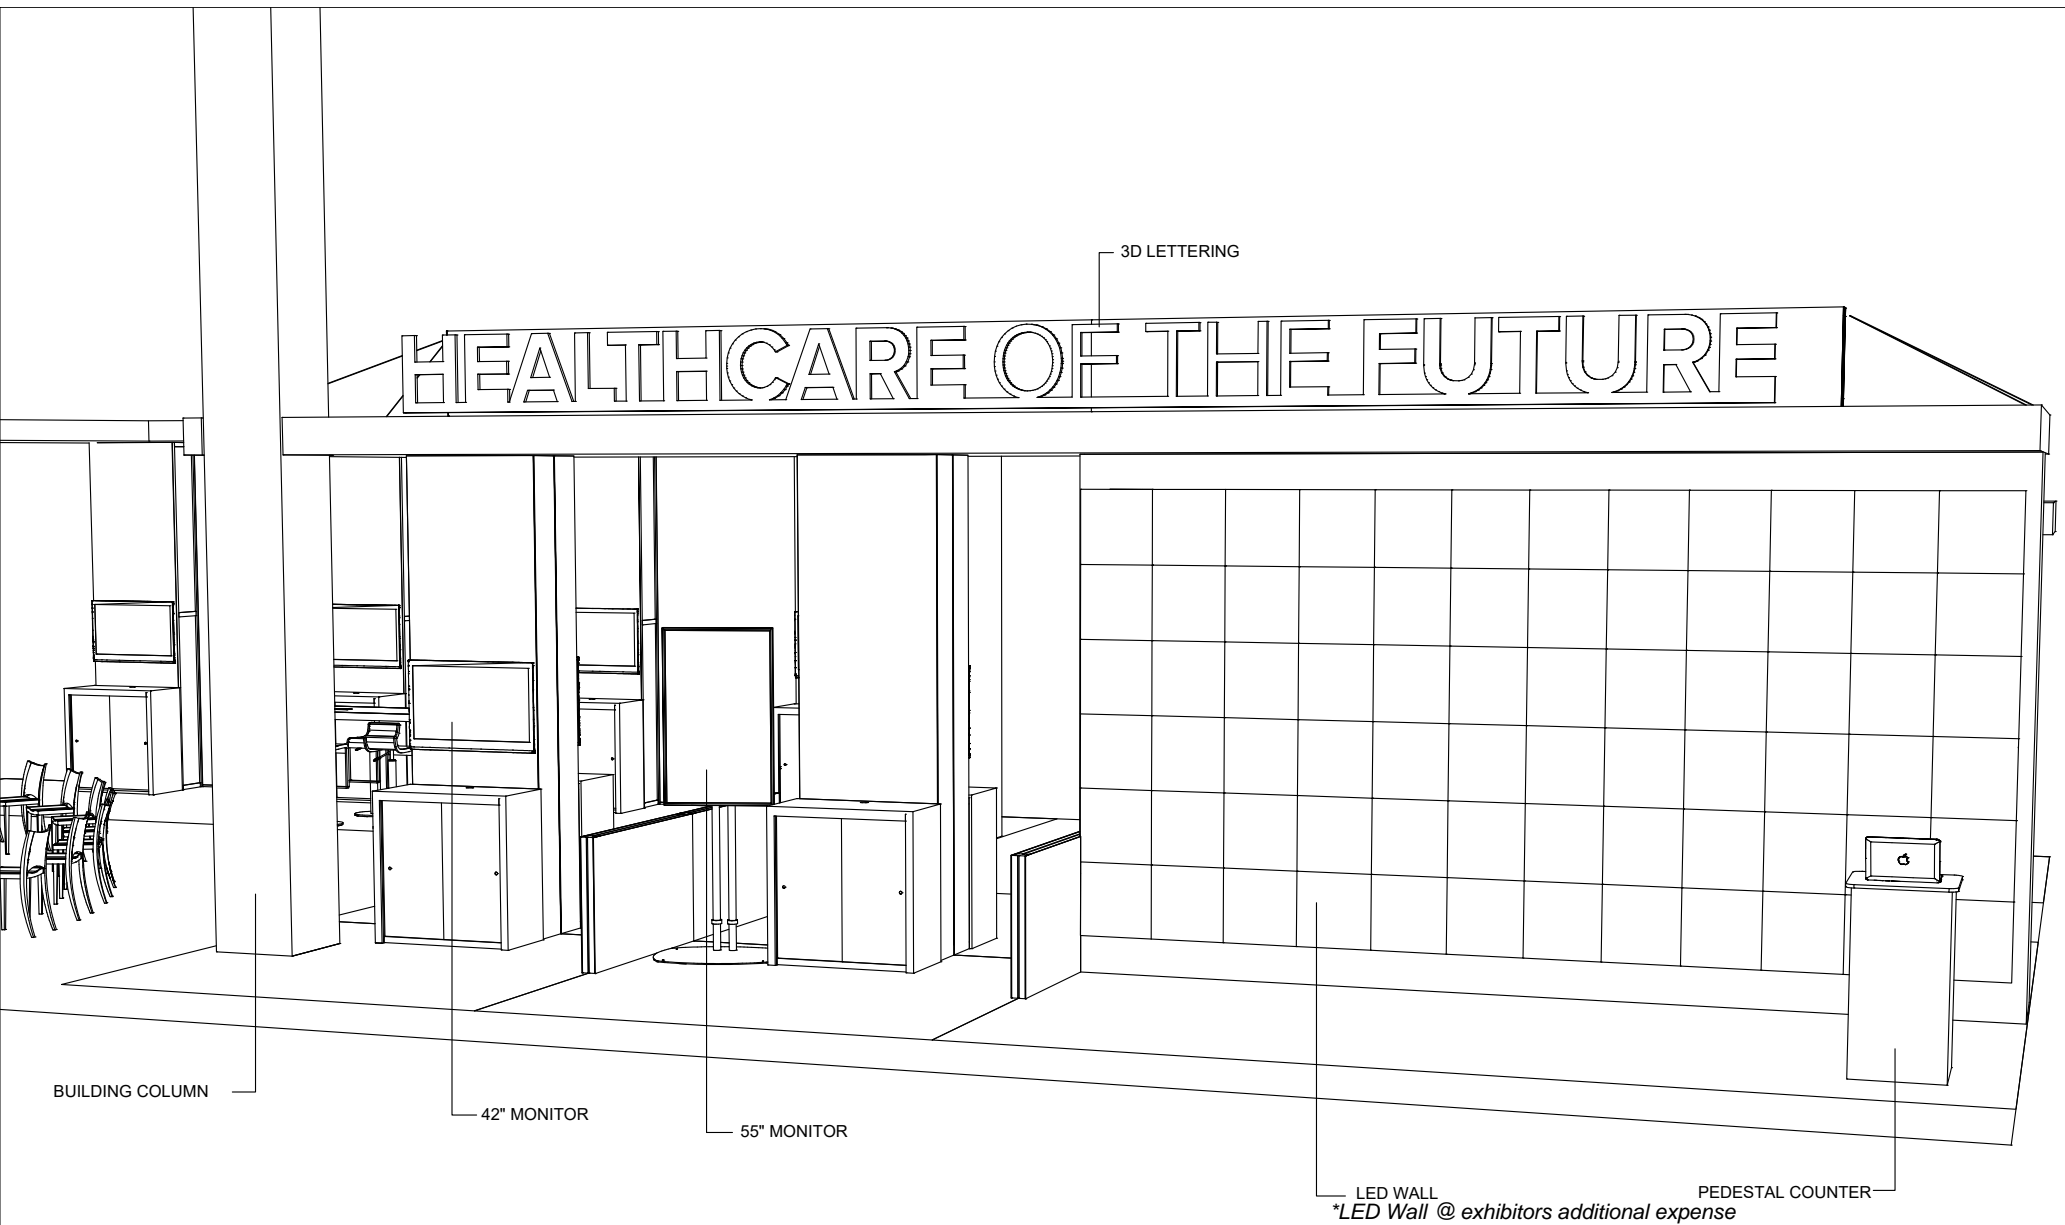 3D LETTERING
HEALTHCARE OF THE FUTURE
BUILDING COLUMN
42" MONITOR
55" MONITOR
LED WALL
*LED Wall @ exhibitors additional expense
PEDESTAL COUNTER